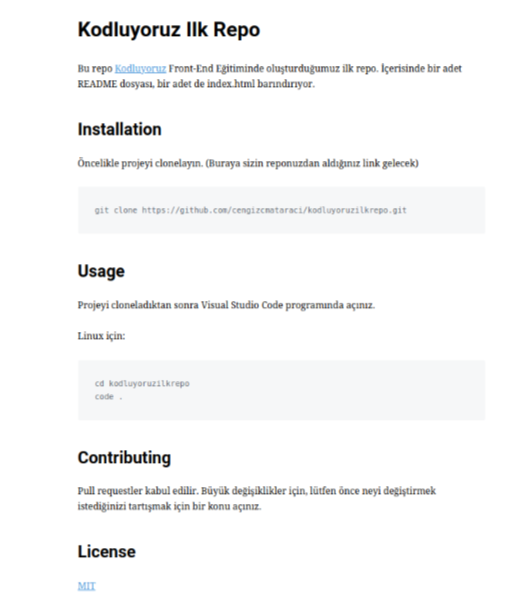 Kodluyoruz Ilk Repo
Bu repo Kodluyoruz Front-End Eğitiminde oluşturduğumuz ilk repo. İçerisinde bir adet
README dosyası, bir adet de index.html barındırıyor.
Installation
Öncelikle projeyi clonelayın. (Buraya sizin reponuzdan aldığınız link gelecek)
git clone https://github.com/cengizcmataraci/kodluyoruzilkrepo.git
Usage
Projeyi cloneladıktan sonra Visual Studio Code programında açınız.
Linux için:
cd kodluyoruzilkrepo
code .
Contributing
Pull requestler kabul edilir. Büyük değişiklikler için, lütfen önce neyi değiştirmek
istediğinizi tartışmak için bir konu açınız.
License
MIT